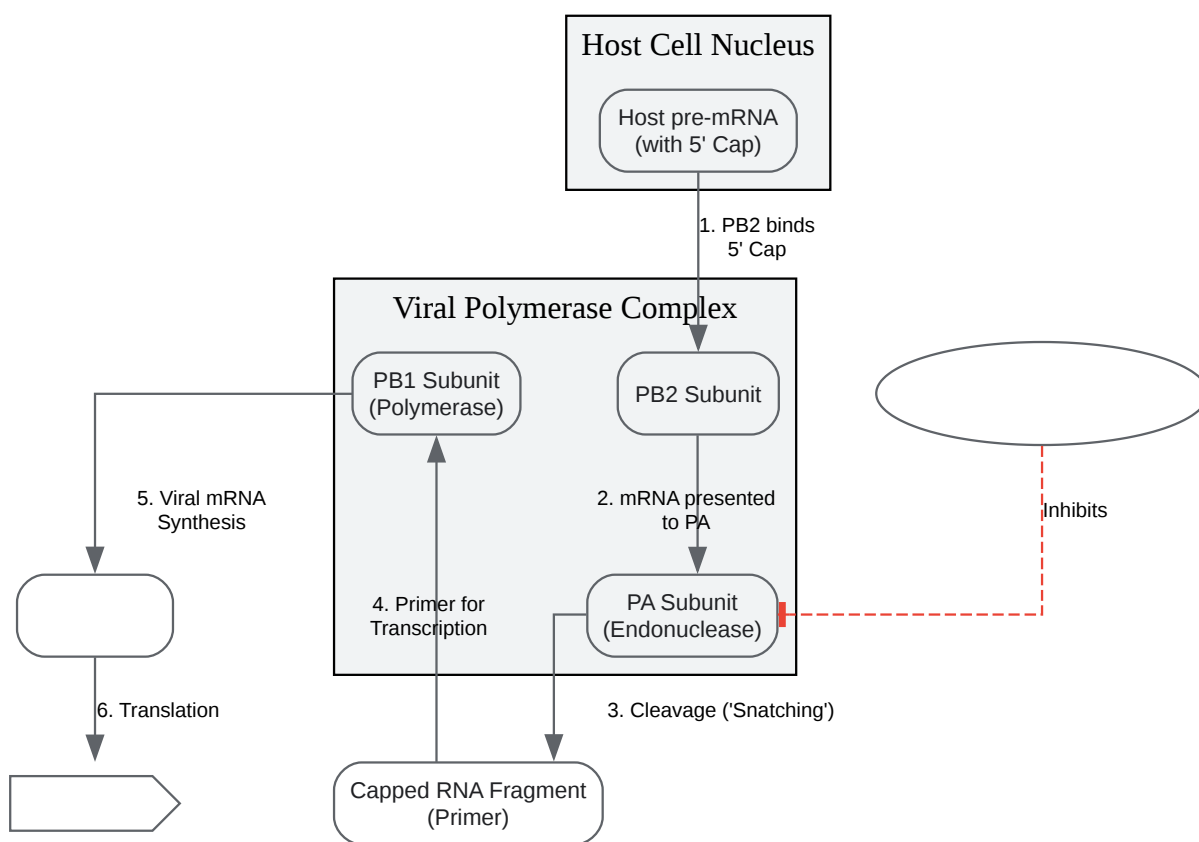 Host Cell Nucleus
Host pre-mRNA
(with 5' Cap)
1. PB2 binds
5' Cap
Viral Polymerase Complex
PB1 Subunit
(Polymerase)
PB2 Subunit
5. Viral mRNA
Synthesis
2. mRNA presented
to PA
Inhibits
4. Primer for
Transcription
PA Subunit
(Endonuclease)
6. Translation
3. Cleavage ('Snatching')
Capped RNA Fragment
(Primer)